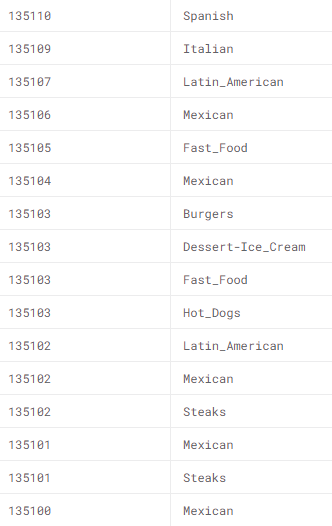 135110 Spanish
135109 Italian
135107 Latin_American
135106 Mexican
135105 Fast_Food
135104 Mexican
135103 Burgers
135103 Dessert-Ice_Cream
135103 Fast_Food
135103 Hot_Dogs
135102 Latin_American
135102 Mexican
135102 Steaks
135101 Mexican
135101 Steaks
135100 Mexican